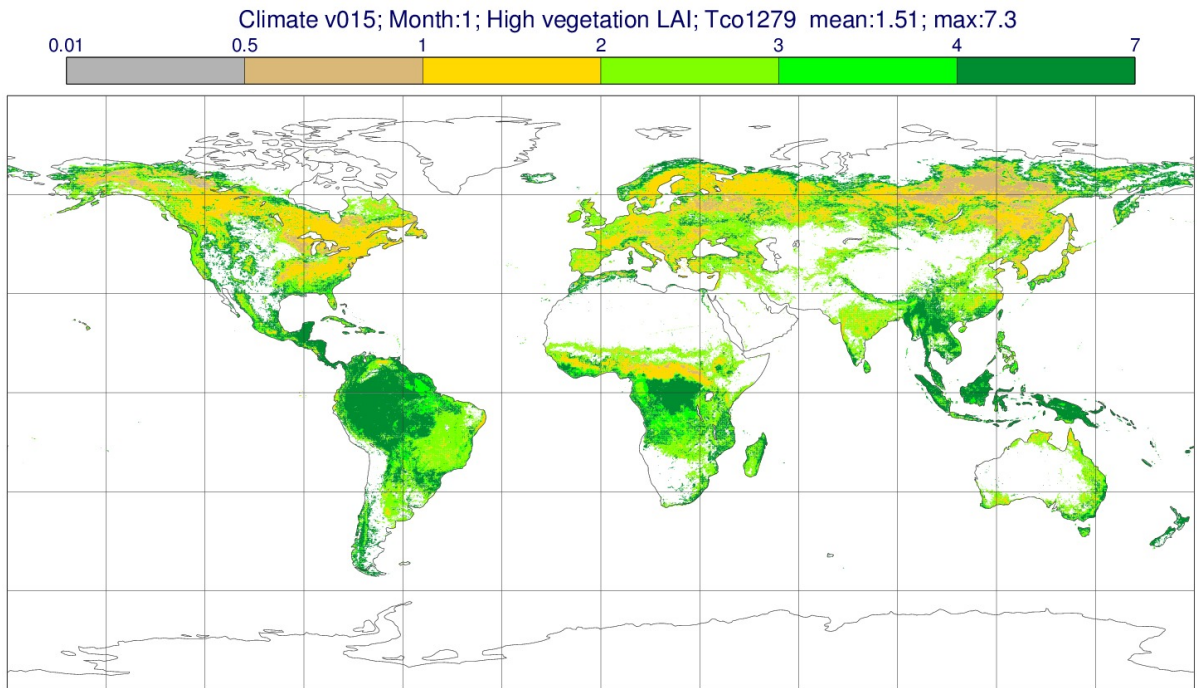 Climate v015; Month:1; High vegetation LAI; Tco1279 mean:1.51; max:7.3
0.01 0.5 1 2 3 4 7